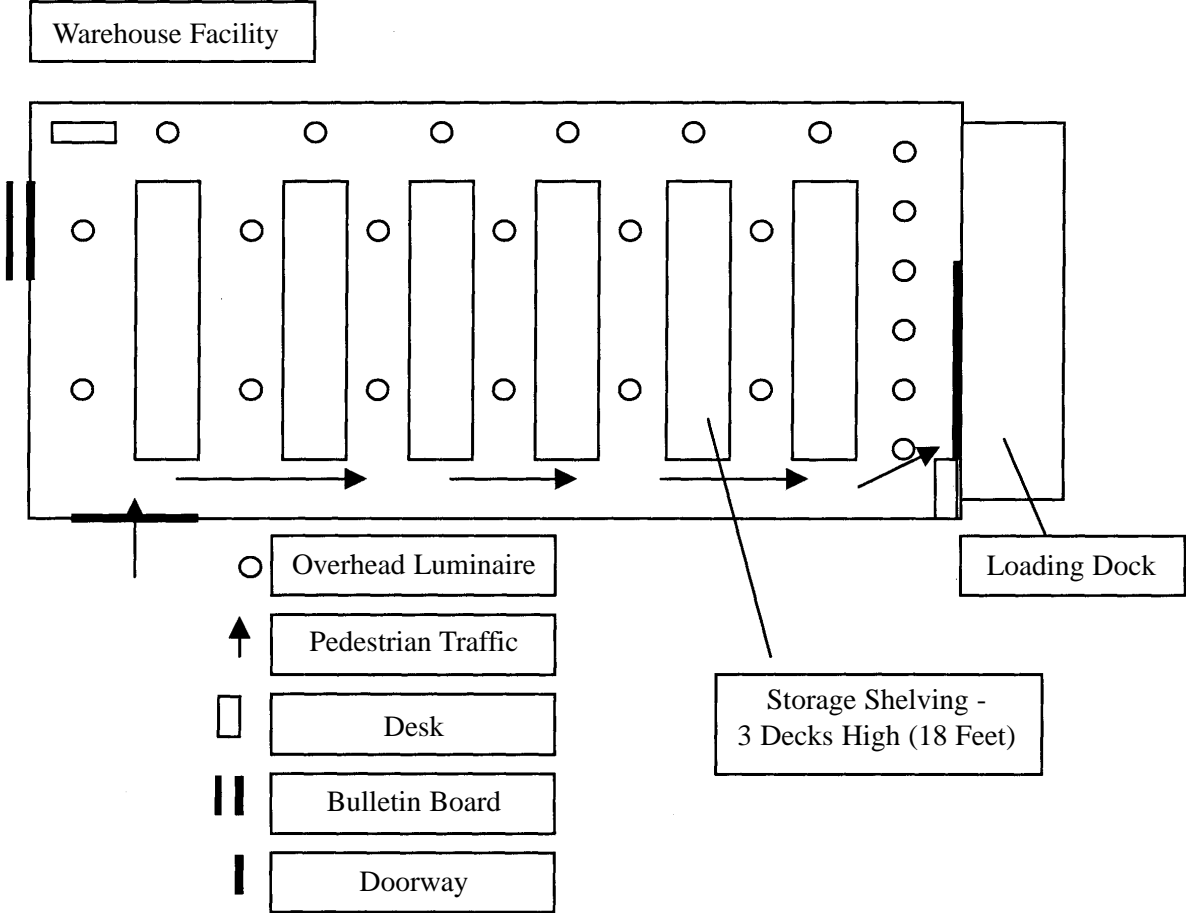 Warehouse Facility
Overhead Luminaire
Loading Dock
Pedestrian Traffic
Storage Shelving -
3 Decks High (18 Feet)
Desk
Bulletin Board
Doorway